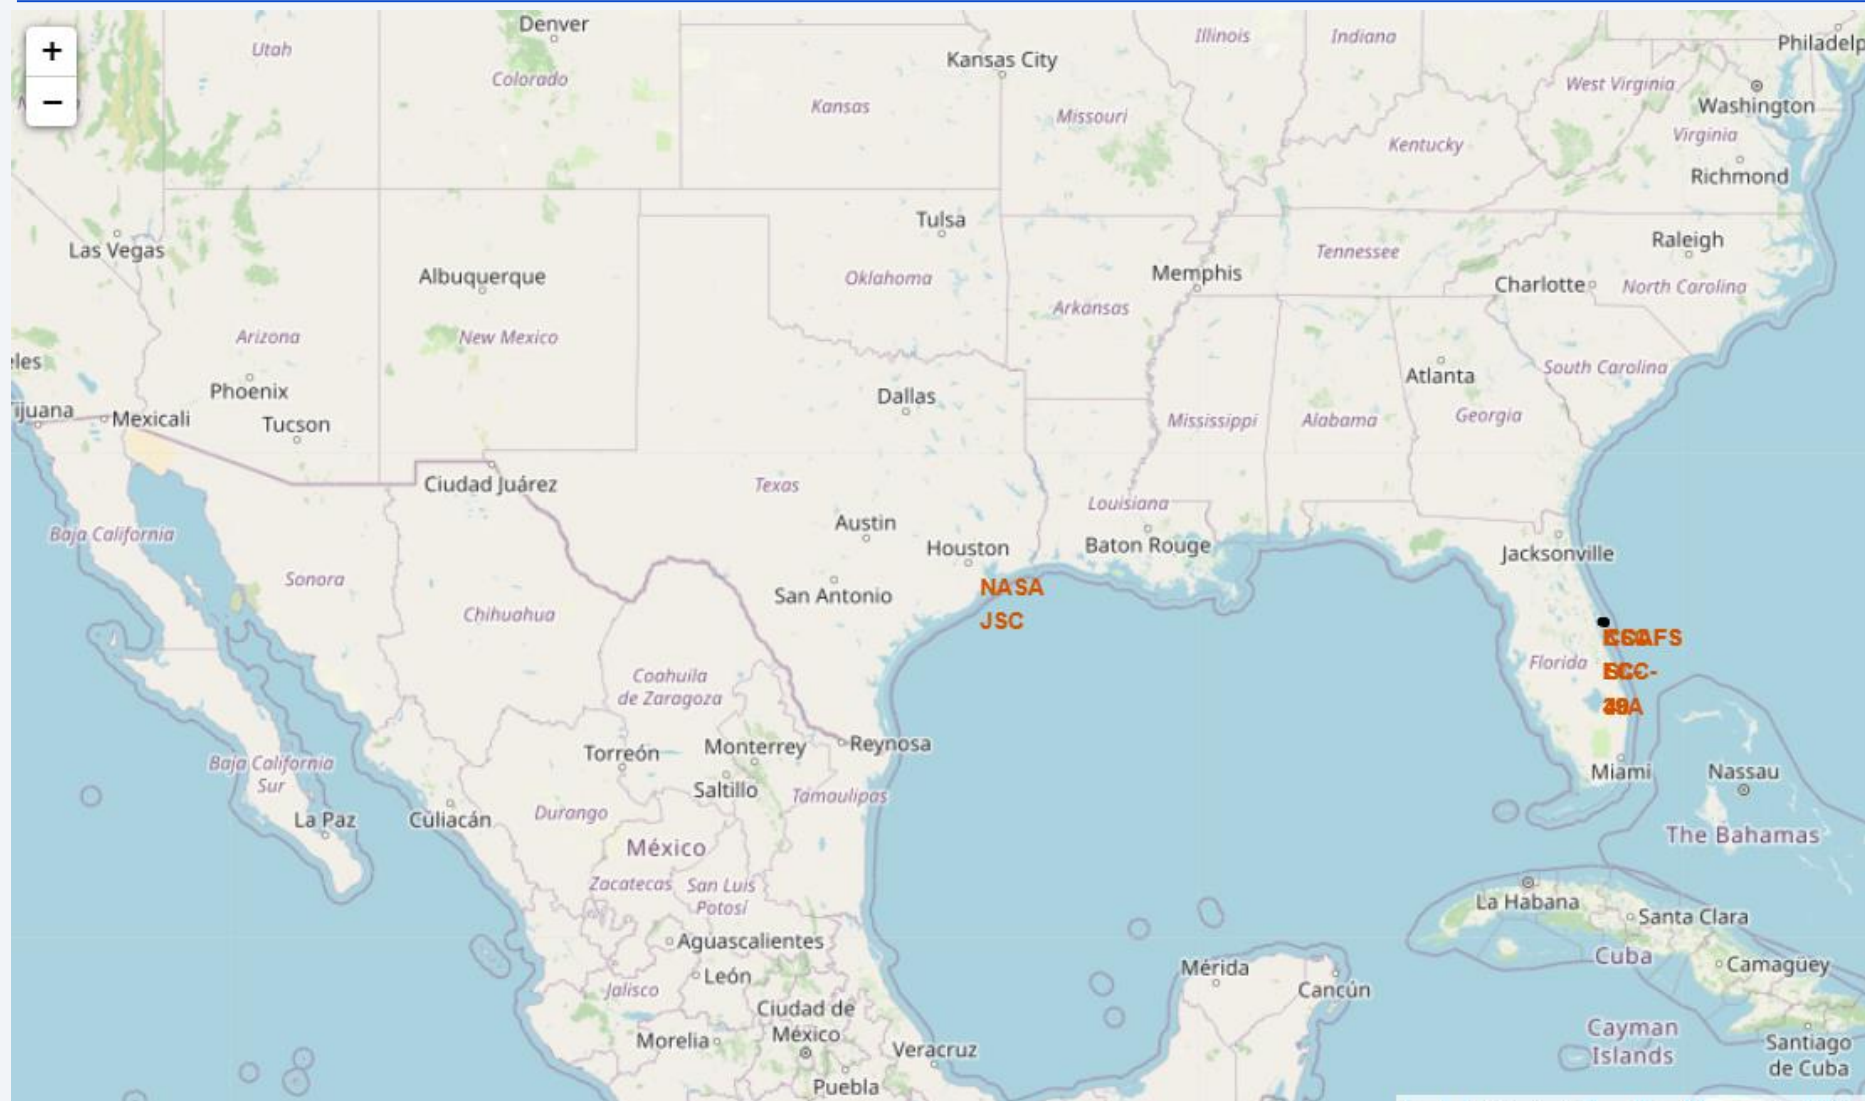 +
−
Utah
Denver
Colorado
Kansas City
Kansas
Missouri
Illinois
Indiana
West Virginia
Philadelp
Washington
Virginia
Kentucky
Richmond
Las Vegas
Albuquerque
Tulsa
Oklahoma
Memphis
Tennessee
Raleigh
Charlotte
North Carolina
Arkansas
Arizona
New Mexico
eles
Phoenix
Dallas
Atlanta
South Carolina
ijuana
Mexicali
Tucson
Mississippi
Alabama
Georgia
Ciudad Juárez
Texas
Louisiana
Austin
Baja California
Houston
Baton Rouge
Jacksonville
Sonora
San Antonio
NASA
JSC
Chihuahua
Florida
Coahuila
de Zaragoza
Torreón
Monterrey
Reynosa
Baja California
Sur
Saltillo
Tamaulipas
Miami
Nassau
La Paz
Culiacán
Durango
México
The Bahamas
Zacatecas
San Luis
Potosí
La Habana
Santa Clara
Aguascalientes
Cuba
Camagüey
León
Mérida
Cancún
Jalisco
Ciudad de
México
Morelia
Veracruz
Cayman
Islands
Santiago
de Cuba
Puebla